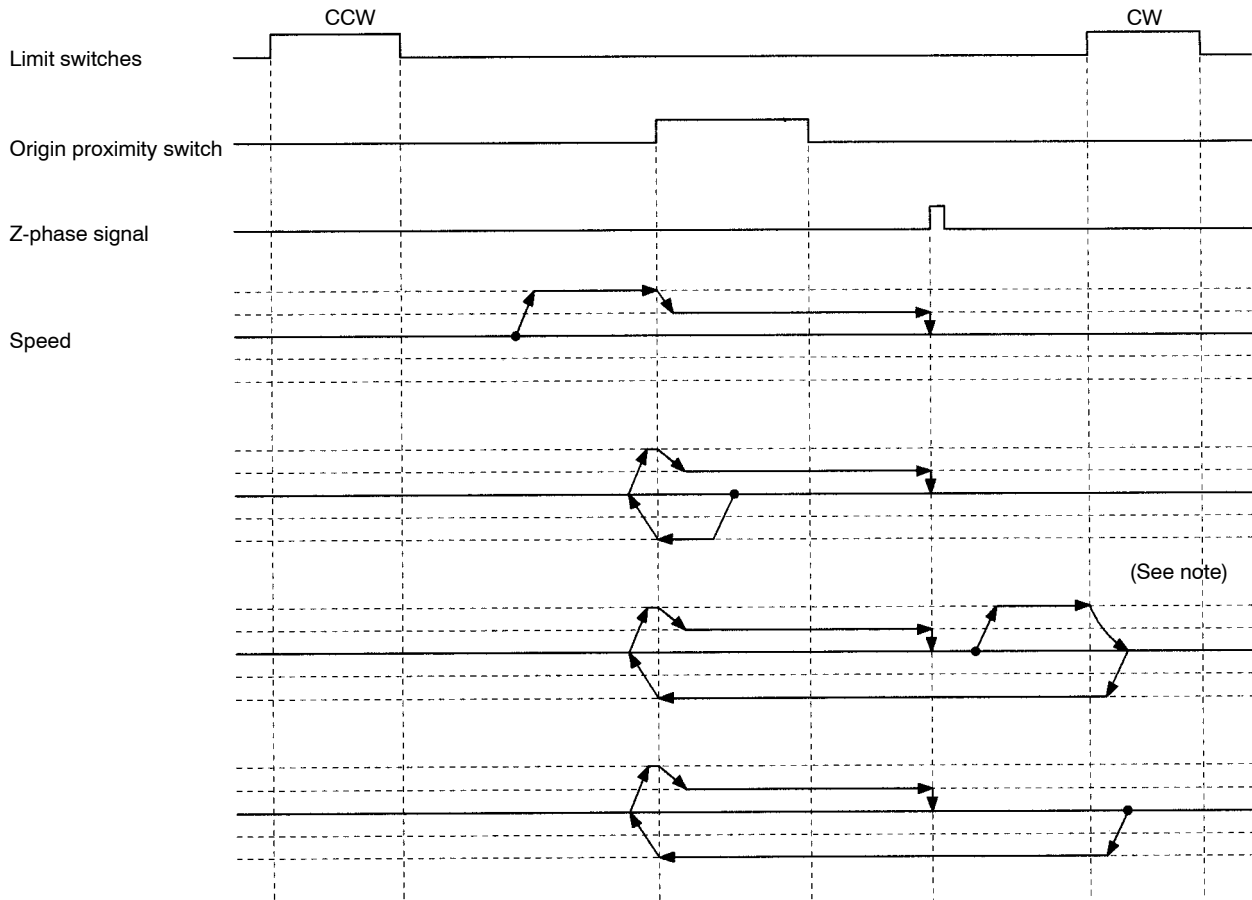 CCW
CW
Limit switches
Origin proximity switch
Z-phase signal
Speed
(See note)